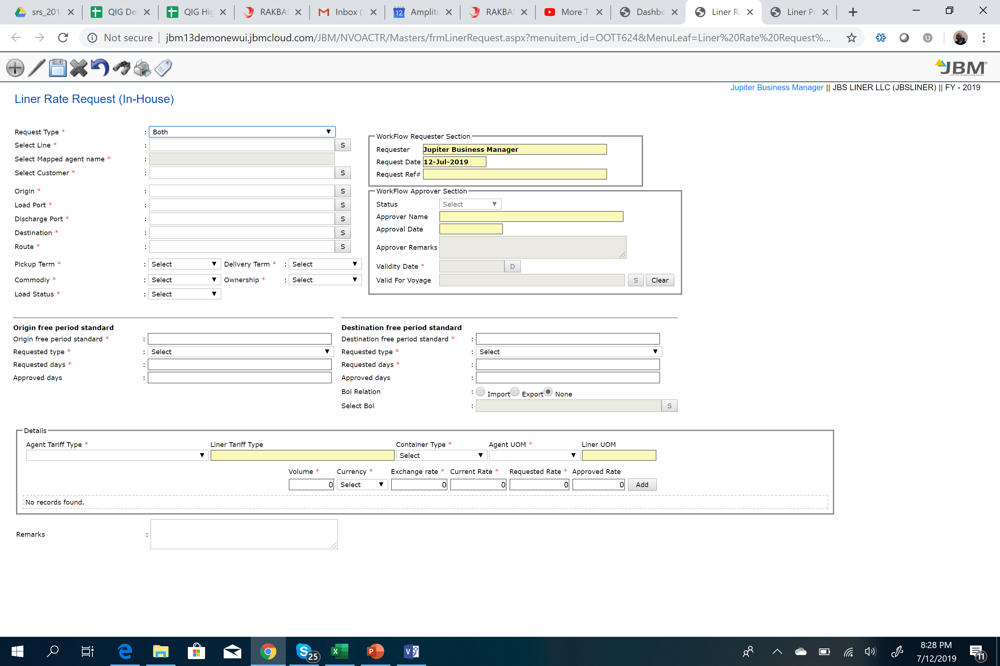 srs_201
QIG De
QIG Hig
RAKBA
Inbox (
12
Amplitu
RAKBA
More T
Dashbo
Liner R
Liner Pr
Not secure
jbm13demonewui.jbmcloud.com/JBM/NVOACTR/Masters/frmLinerRequest.aspx?menuitem_id=OOTT624&MenuLeaf=Liner%20Rate%20Request%...
JBM®
JUPITER BUSINESS MANAGER
Jupiter Business Manager || JBS LINER LLC (JBSLINER) || FY - 2019
Liner Rate Request (In-House)
Request Type * : Both
Select Line * : S
Select Mapped agent name * :
Select Customer * : S
Origin * : S
Load Port * : S
Discharge Port * : S
Destination * : S
Route * : S
Pickup Term * : Select Delivery Term * : Select
Commodiy * : Select Ownership * : Select
Load Status * : Select
WorkFlow Requester Section
Requester Jupiter Business Manager
Request Date 12-Jul-2019
Request Ref#
WorkFlow Approver Section
Status Select
Approver Name
Approval Date
Approver Remarks
Validity Date * D
Valid For Voyage S Clear
Origin free period standard
Origin free period standard * :
Requested type * : Select
Requested days * :
Approved days :
Destination free period standard
Destination free period standard * :
Requested type * : Select
Requested days * :
Approved days :
Bol Relation : Import Export None
Select Bol : S
Details
Agent Tariff Type * Liner Tariff Type Container Type * Agent UOM * Liner UOM
Select
Volume * Currency * Exchange rate * Current Rate * Requested Rate * Approved Rate
0 Select 0 0 0 0 Add
No records found.
Remarks :
25
8:28 PM
7/12/2019
11